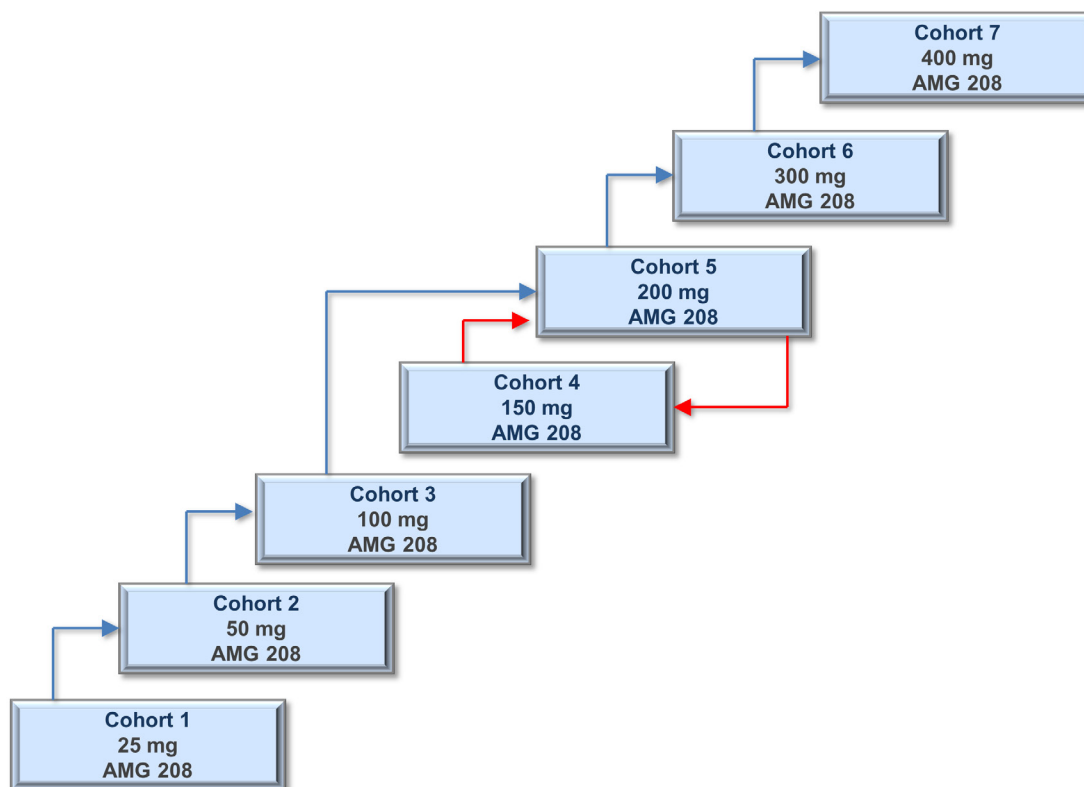 Cohort 7
400 mg
AMG 208
Cohort 6
300 mg
AMG 208
Cohort 5
200 mg
AMG 208
Cohort 4
150 mg
AMG 208
Cohort 3
100 mg
AMG 208
Cohort 2
50 mg
AMG 208
Cohort 1
25 mg
AMG 208